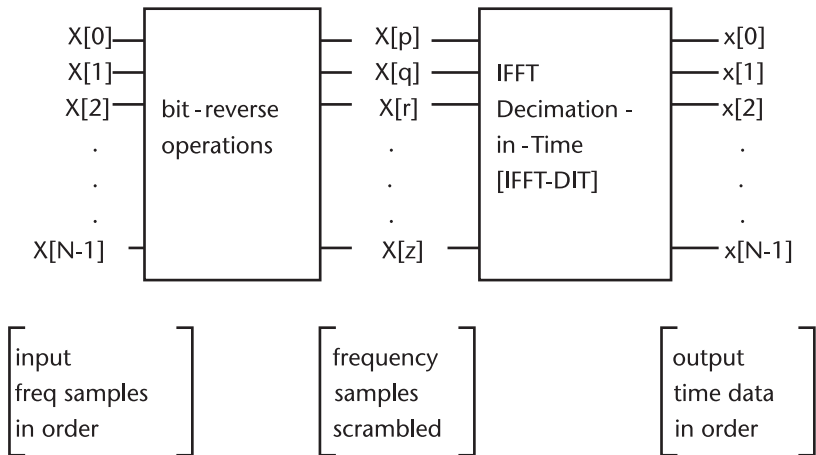 X[0] X[p] x[0]
X[1] X[q] IFFT x[1]
X[2] bit-reverse X[r] Decimation - x[2]
. operations . in-Time .
. . [IFFT-DIT] .
. . .
X[N-1] X[z] x[N-1]
input frequency output
freq samples samples time data
in order scrambled in order